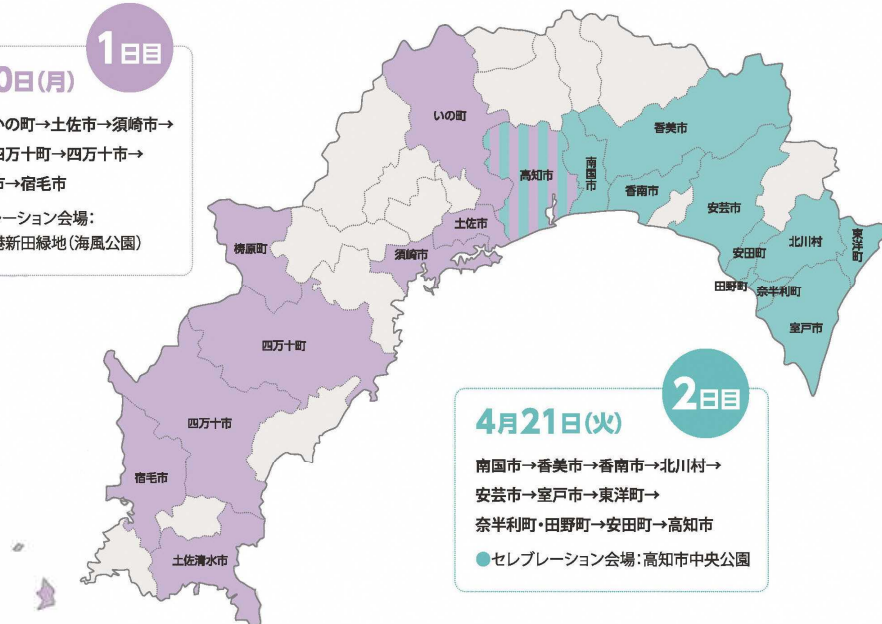 1日目
0日(月)
いの町→土佐市→須崎市→
四万十町→四万十市→
市→宿毛市
レーション会場：
港新田緑地(海風公園)
いの町
高知市
南国市
香美市
香南市
安芸市
土佐市
須崎市
梼原町
安田町
北川村
東洋町
田野町
奈半利町
室戸市
四万十町
四万十市
宿毛市
土佐清水市
2日目
4月21日(火)
南国市→香美市→香南市→北川村→
安芸市→室戸市→東洋町→
奈半利町・田野町→安田町→高知市
●セレブレーション会場：高知市中央公園